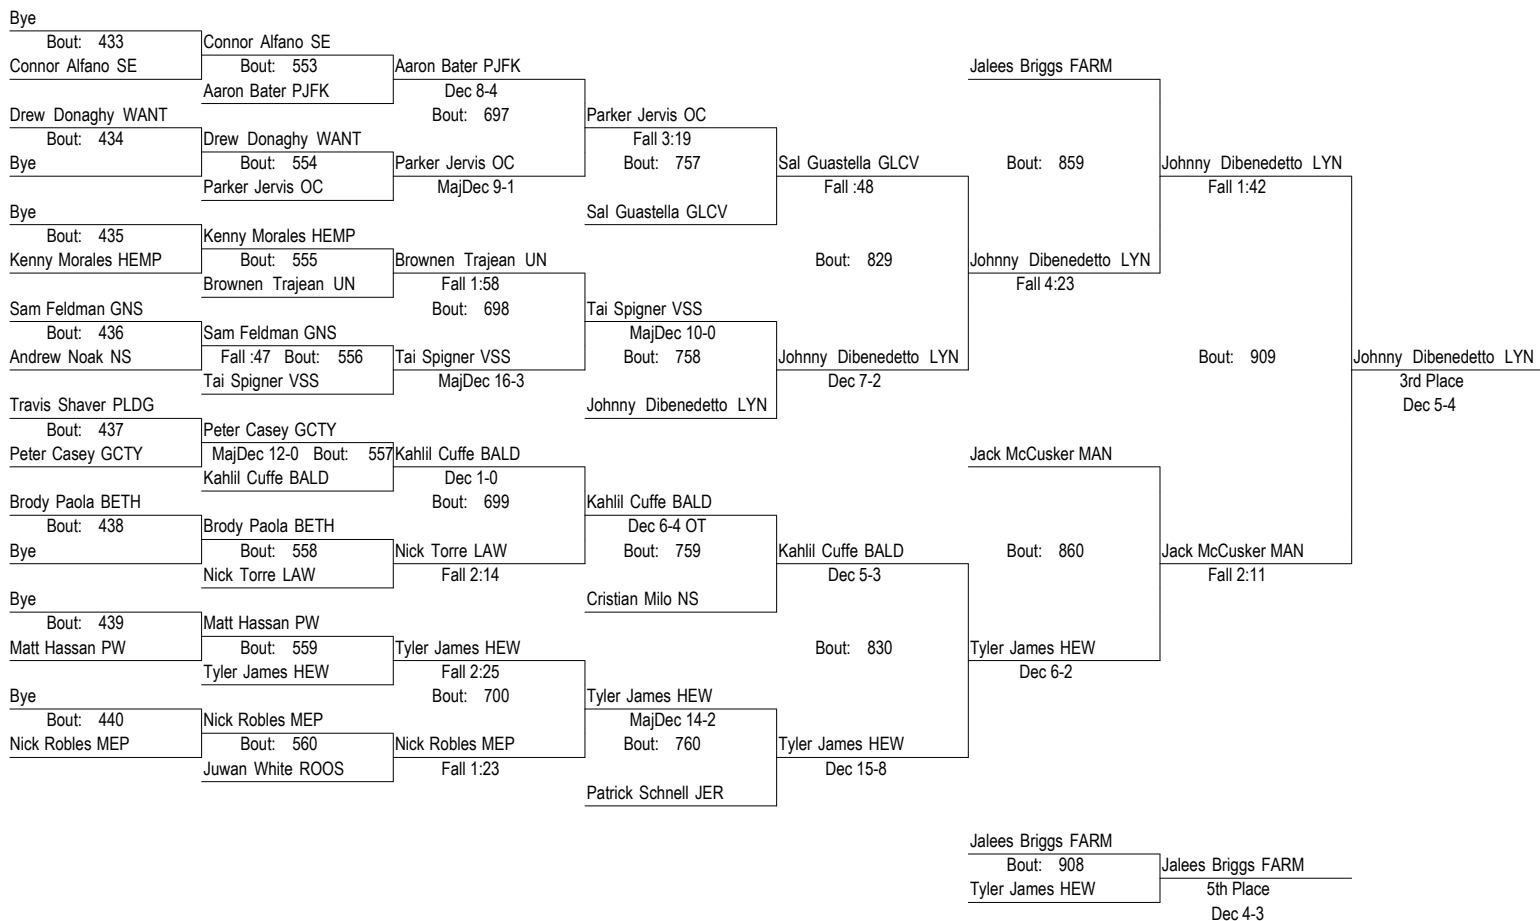 Bye
Bout: 433
Connor Alfano SE
Drew Donaghy WANT
Bout: 434
Bye
Bye
Bout: 435
Kenny Morales HEMP
Sam Feldman GNS
Bout: 436
Andrew Noak NS
Travis Shaver PLDG
Bout: 437
Peter Casey GCTY
Brody Paola BETH
Bout: 438
Bye
Bye
Bout: 439
Matt Hassan PW
Bye
Bout: 440
Nick Robles MEP
Connor Alfano SE
Bout: 553
Aaron Bater PJFK
Drew Donaghy WANT
Bout: 554
Parker Jervis OC
Kenny Morales HEMP
Bout: 555
Brownen Trajean UN
Sam Feldman GNS
Fall :47 Bout: 556
Tai Spigner VSS
Peter Casey GCTY
MajDec 12-0 Bout: 557
Kahlil Cuffe BALD
Brody Paola BETH
Bout: 558
Nick Torre LAW
Matt Hassan PW
Bout: 559
Tyler James HEW
Nick Robles MEP
Bout: 560
Juwan White ROOS
Aaron Bater PJFK
Dec 8-4
Bout: 697
Parker Jervis OC
MajDec 9-1
Brownen Trajean UN
Fall 1:58
Bout: 698
Tai Spigner VSS
MajDec 16-3
Kahlil Cuffe BALD
Dec 1-0
Bout: 699
Nick Torre LAW
Fall 2:14
Tyler James HEW
Fall 2:25
Bout: 700
Nick Robles MEP
Fall 1:23
Parker Jervis OC
Fall 3:19
Bout: 757
Sal Guastella GLCV
Tai Spigner VSS
MajDec 10-0
Bout: 758
Johnny Dibenedetto LYN
Kahlil Cuffe BALD
Dec 6-4 OT
Bout: 759
Cristian Milo NS
Tyler James HEW
MajDec 14-2
Bout: 760
Patrick Schnell JER
Sal Guastella GLCV
Fall :48
Bout: 829
Johnny Dibenedetto LYN
Dec 7-2
Kahlil Cuffe BALD
Dec 5-3
Bout: 830
Tyler James HEW
Dec 15-8
Jalees Briggs FARM
Bout: 859
Johnny Dibenedetto LYN
Fall 4:23
Jack McCusker MAN
Bout: 860
Tyler James HEW
Dec 6-2
Johnny Dibenedetto LYN
Fall 1:42
Bout: 909
Jack McCusker MAN
Fall 2:11
Johnny Dibenedetto LYN
3rd Place
Dec 5-4
Jalees Briggs FARM
Bout: 908
Tyler James HEW
Jalees Briggs FARM
5th Place
Dec 4-3